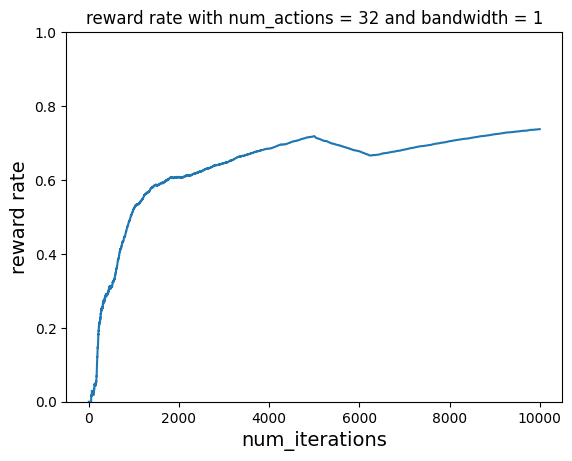 reward rate with num_actions = 32 and bandwidth = 1
1.0
0.8
0.6
0.4
0.2
0.0
reward rate
0 2000 4000 6000 8000 10000
num_iterations